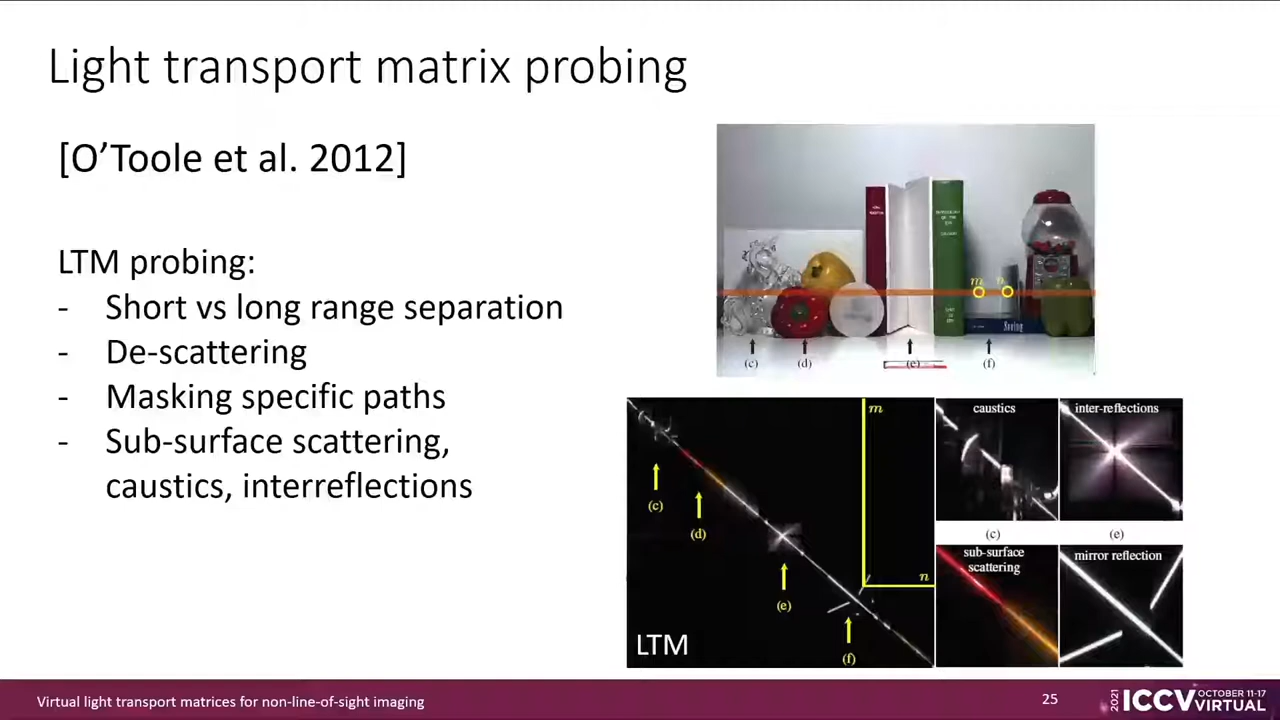 Light transport matrix probing
[O’Toole et al. 2012]
LTM probing:
- Short vs long range separation
- De-scattering
- Masking specific paths
- Sub-surface scattering,
caustics, interreflections
m n
Seeing
(c) (d) (e) (f)
m
n
(c)
(d)
(e)
(f)
LTM
caustics
inter-reflections
(c) (e)
sub-surface
scattering
mirror reflection
Virtual light transport matrices for non-line-of-sight imaging
25
2021
ICCV
OCTOBER 11-17
VIRTUAL